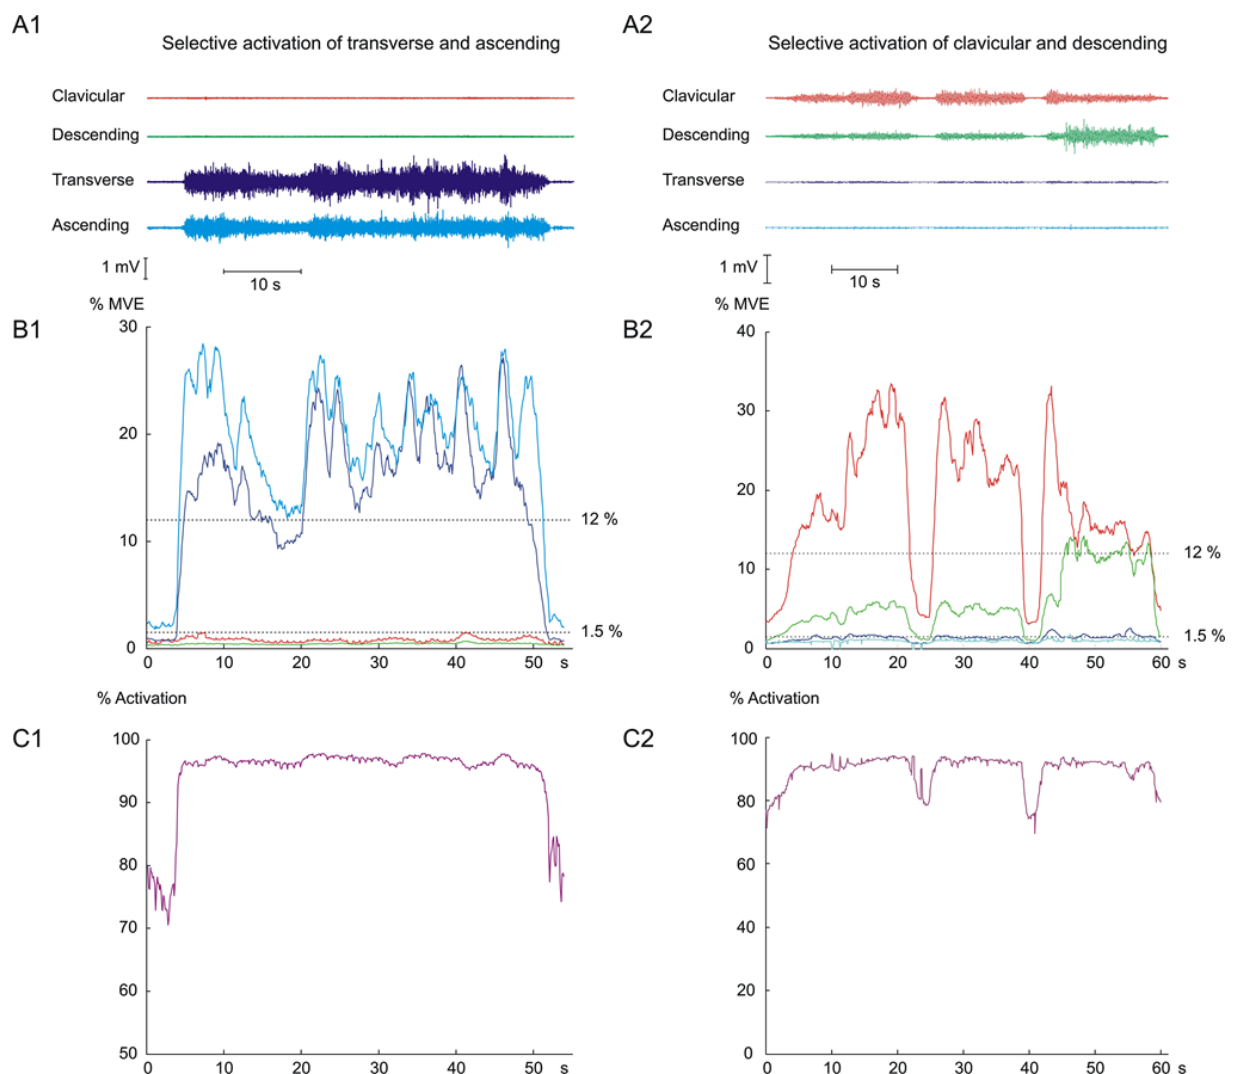 A1
Selective activation of transverse and ascending
Clavicular
Descending
Transverse
Ascending
1 mV
10 s
A2
Selective activation of clavicular and descending
Clavicular
Descending
Transverse
Ascending
1 mV
10 s
B1
% MVE
30
20
10
0
12 %
1.5 %
0 10 20 30 40 50 s
B2
% MVE
40
30
20
10
0
12 %
1.5 %
0 10 20 30 40 50 60 s
C1
% Activation
100
90
80
70
60
50
0 10 20 30 40 50 s
C2
% Activation
100
80
60
40
20
0
0 10 20 30 40 50 60 s